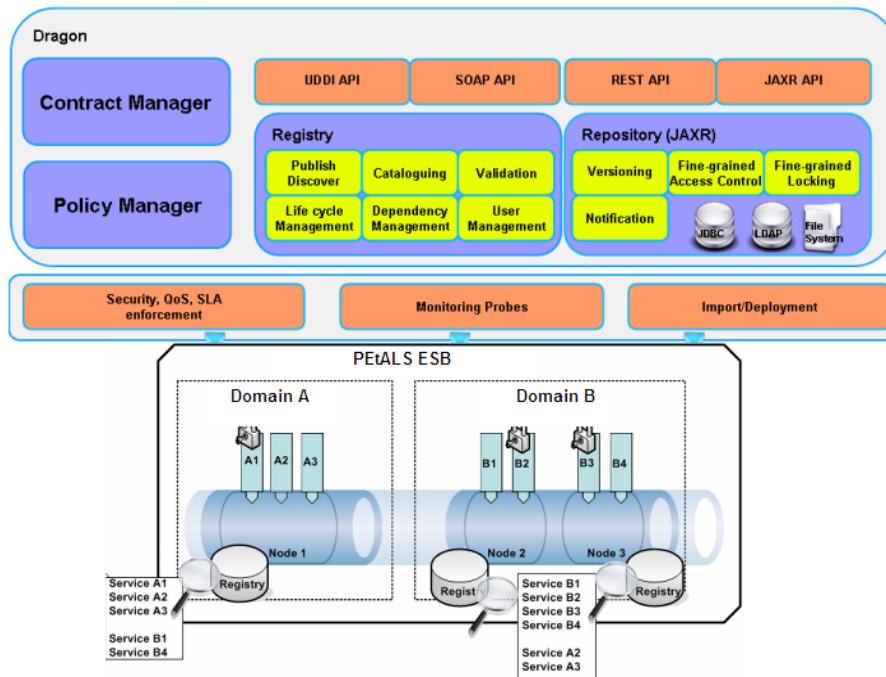 Dragon
Contract Manager
Policy Manager
UDDI API
SOAP API
REST API
JAXR API
Registry
Publish
Discover
Cataloguing
Validation
Life cycle
Management
Dependency
Management
User
Management
Repository (JAXR)
Versioning
Fine-grained
Access Control
Fine-grained
Locking
Notification
JDBC
LDAP
File
System
Security, QoS, SLA
enforcement
Monitoring Probes
Import/Deployment
PEtALS ESB
Domain A
Domain B
A1
A2
A3
B1
B2
B3
B4
Node 1
Node 2
Node 3
Registry
Registry
Registry
Service A1
Service A2
Service A3
Service B1
Service B4
Service B1
Service B2
Service B3
Service B4
Service A2
Service A3